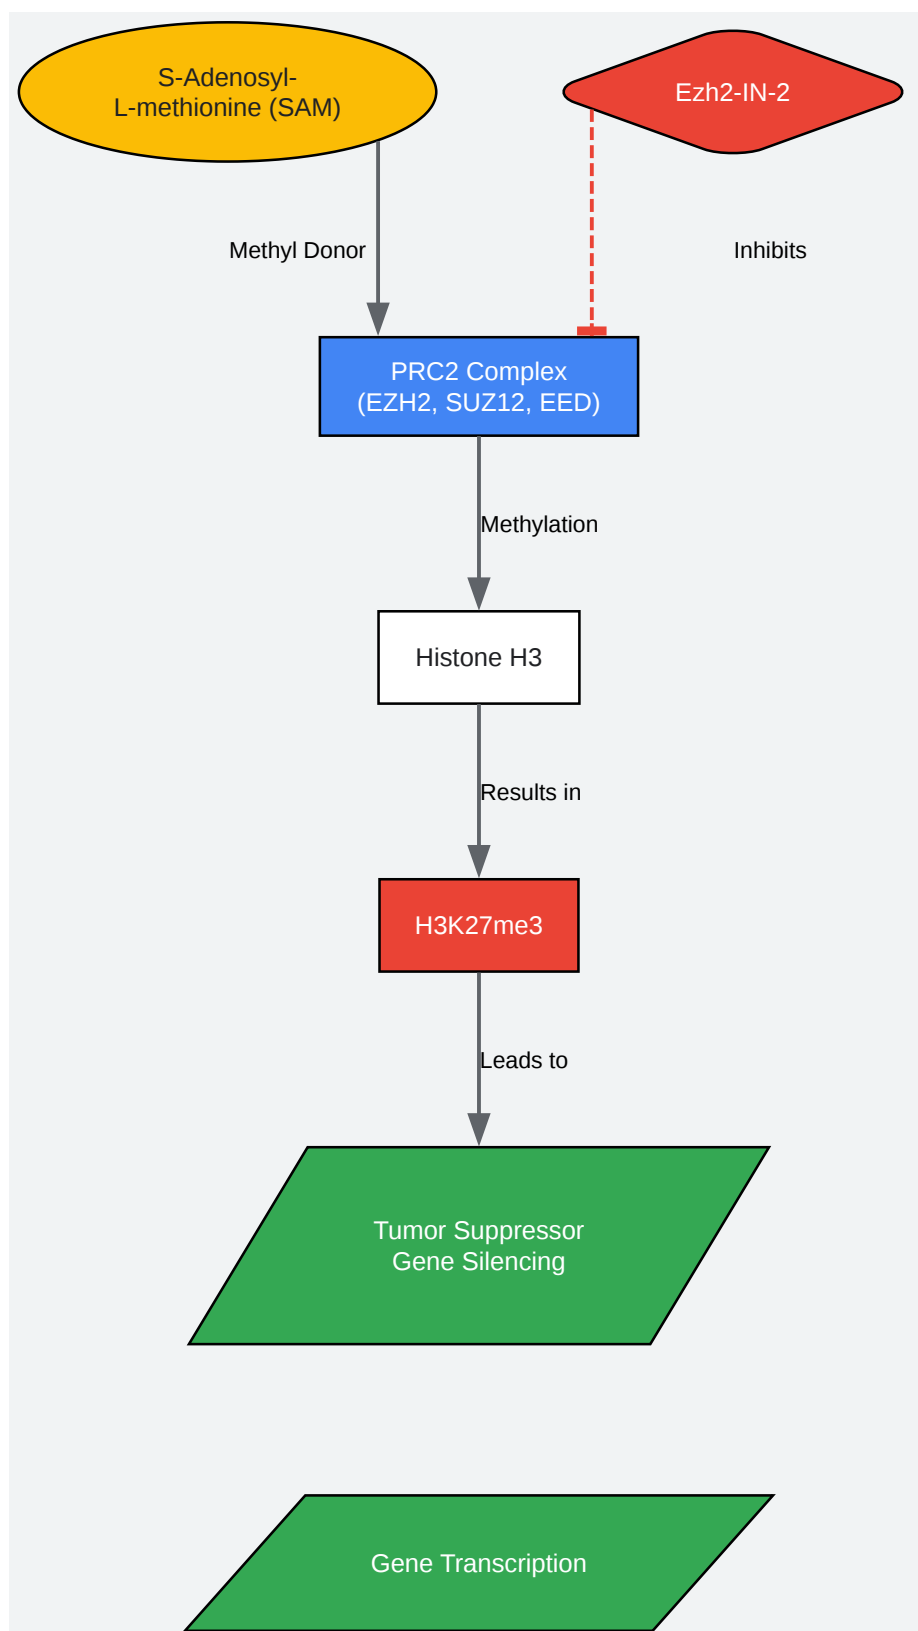 S-Adenosyl-
L-methionine (SAM)
Ezh2-IN-2
Methyl Donor
Inhibits
PRC2 Complex
(EZH2, SUZ12, EED)
Methylation
Histone H3
Results in
H3K27me3
Leads to
Tumor Suppressor
Gene Silencing
Gene Transcription